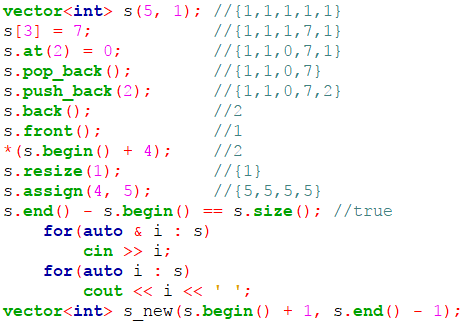 vector<int> s(5, 1); //{1,1,1,1,1}
s[3] = 7;            //{1,1,1,7,1}
s.at(2) = 0;         //{1,1,0,7,1}
s.pop_back();        //{1,1,0,7}
s.push_back(2);      //{1,1,0,7,2}
s.back();            //2
s.front();           //1
*(s.begin() + 4);    //2
s.resize(1);         //{1}
s.assign(4, 5);      //{5,5,5,5}
s.end() - s.begin() == s.size(); //true
    for(auto & i : s)
        cin >> i;
    for(auto i : s)
        cout << i << ' ';
vector<int> s_new(s.begin() + 1, s.end() - 1);